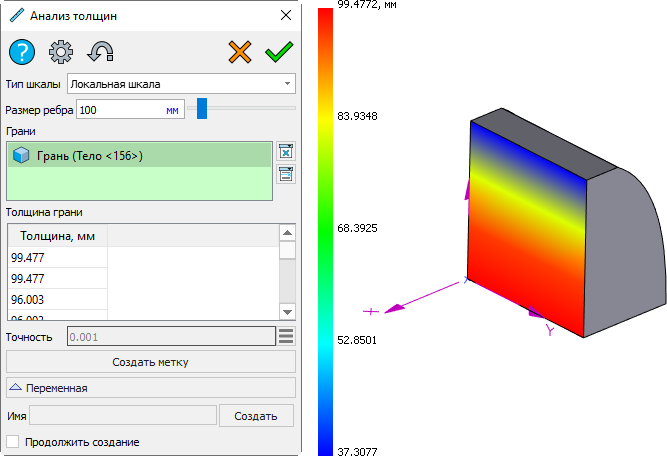 Анализ толщин
Тип шкалы Локальная шкала
Размер ребра 100 мм
Грани
Грань (Тело <156>)
Толщина грани
Толщина, мм
99.477
99.477
96.003
96.003
Точность 0.001
Создать метку
Переменная
Имя Создать
Продолжить создание
99.4772, мм
83.9348
68.3925
52.8501
37.3077
X
Y